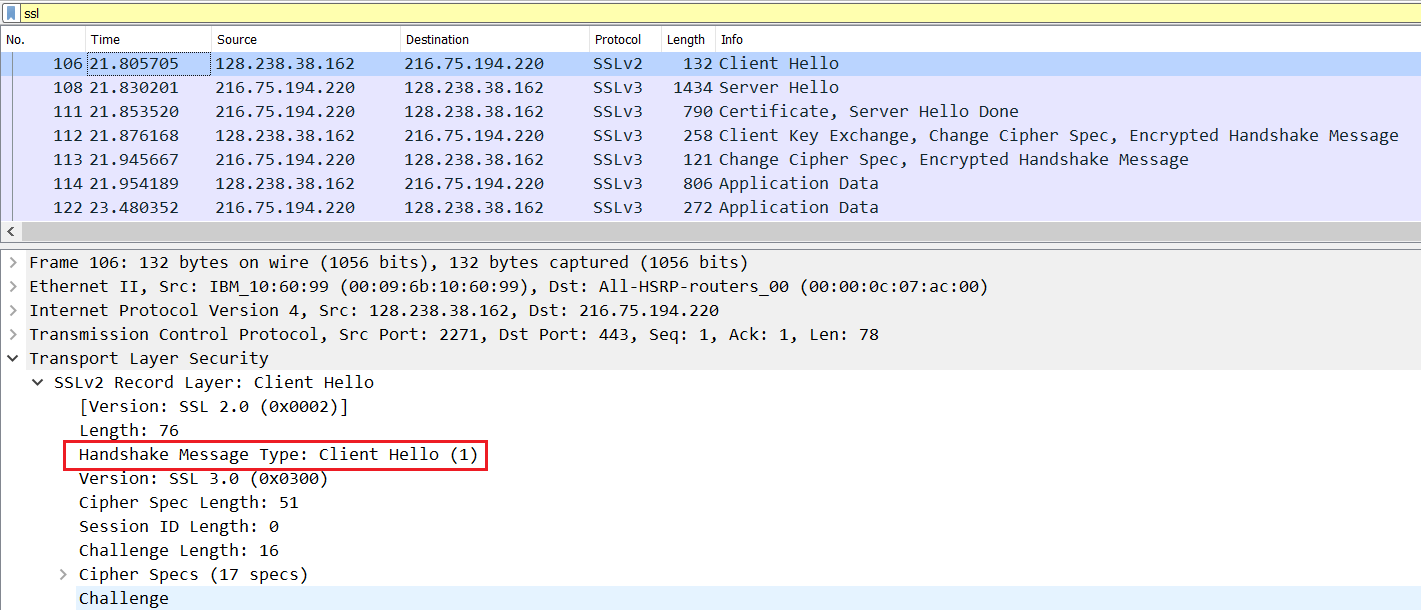 ssl
No. Time Source Destination Protocol Length Info
106 21.805705 128.238.38.162 216.75.194.220 SSLv2 132 Client Hello
108 21.830201 216.75.194.220 128.238.38.162 SSLv3 1434 Server Hello
111 21.853520 216.75.194.220 128.238.38.162 SSLv3 790 Certificate, Server Hello Done
112 21.876168 128.238.38.162 216.75.194.220 SSLv3 258 Client Key Exchange, Change Cipher Spec, Encrypted Handshake Message
113 21.945667 216.75.194.220 128.238.38.162 SSLv3 121 Change Cipher Spec, Encrypted Handshake Message
114 21.954189 128.238.38.162 216.75.194.220 SSLv3 806 Application Data
122 23.480352 216.75.194.220 128.238.38.162 SSLv3 272 Application Data
Frame 106: 132 bytes on wire (1056 bits), 132 bytes captured (1056 bits)
Ethernet II, Src: IBM_10:60:99 (00:09:6b:10:60:99), Dst: All-HSRP-routers_00 (00:00:0c:07:ac:00)
Internet Protocol Version 4, Src: 128.238.38.162, Dst: 216.75.194.220
Transmission Control Protocol, Src Port: 2271, Dst Port: 443, Seq: 1, Ack: 1, Len: 78
Transport Layer Security
SSLv2 Record Layer: Client Hello
[Version: SSL 2.0 (0x0002)]
Length: 76
Handshake Message Type: Client Hello (1)
Version: SSL 3.0 (0x0300)
Cipher Spec Length: 51
Session ID Length: 0
Challenge Length: 16
Cipher Specs (17 specs)
Challenge